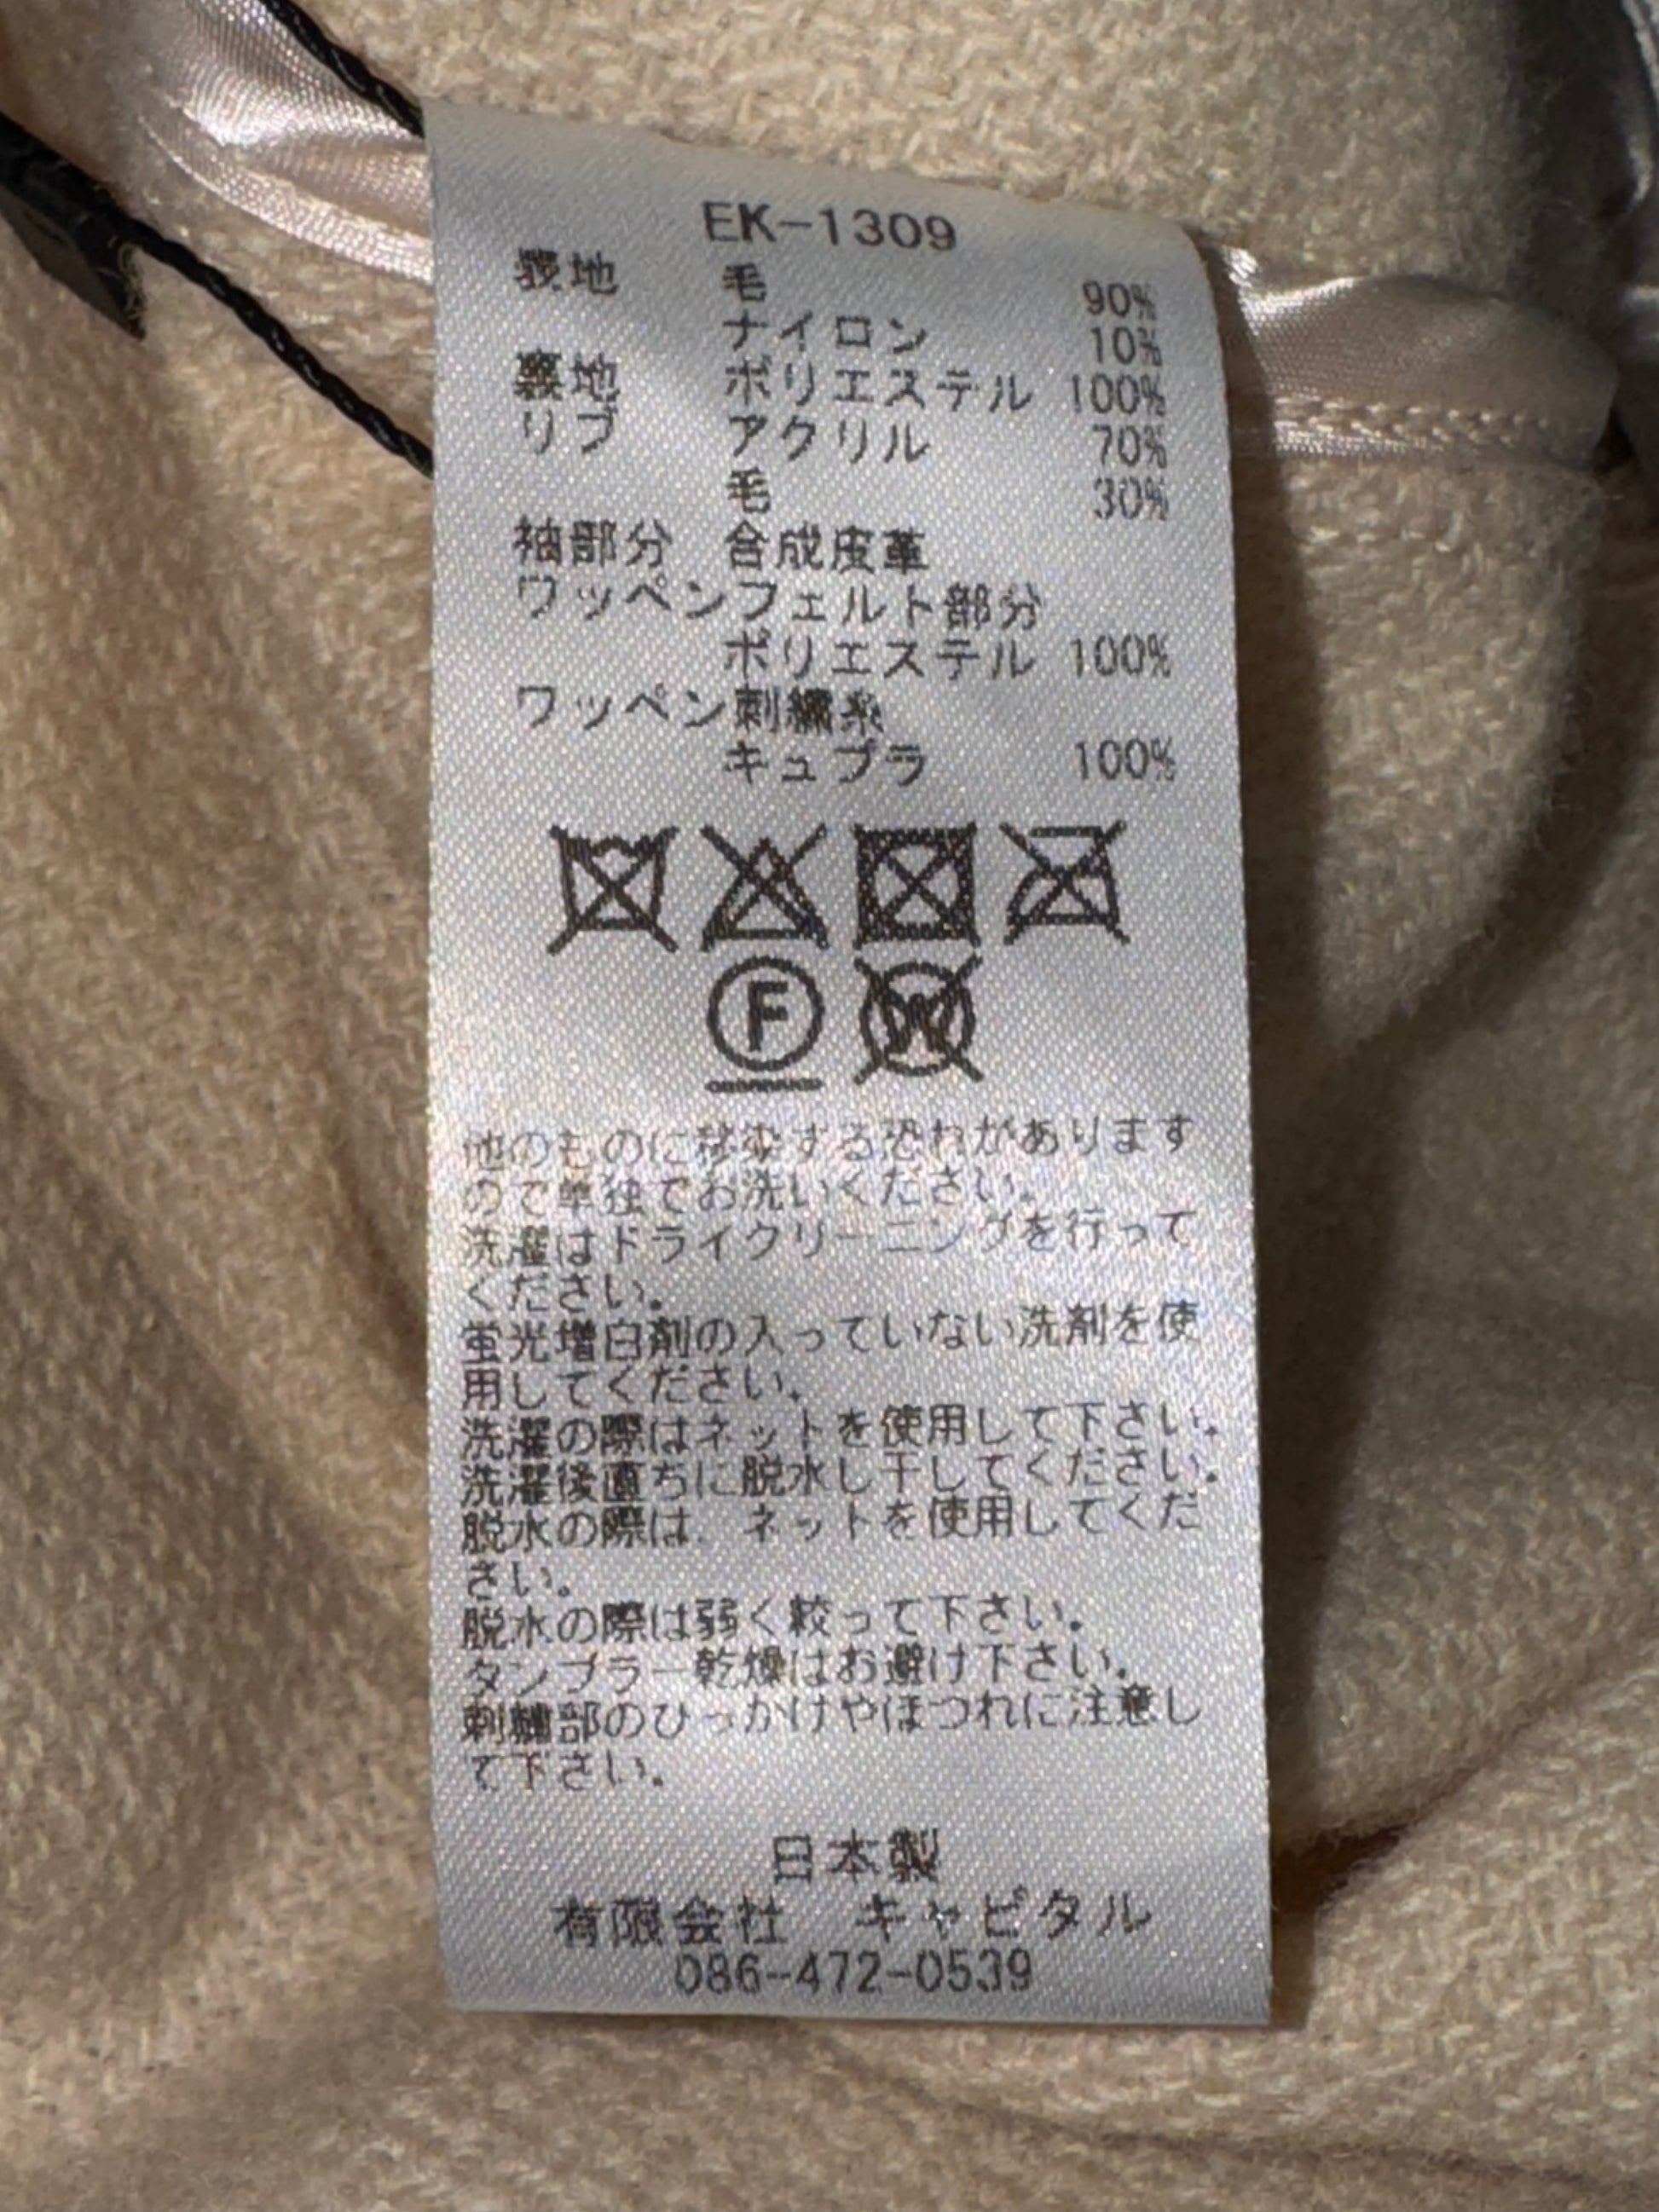 EK-1309
表地 毛 90%
ナイロン 10%
裏地 ポリエステル 100%
リブ アクリル 70%
毛 30%
袖部分 合成皮革
ワッペンフェルト部分
ポリエステル 100%
ワッペン刺繍糸
キュプラ 100%
F W
他のものに移染する恐れがあります
ので単独でお洗いください。
洗濯はドライクリーニングを行って
ください。
蛍光増白剤の入っていない洗剤を使
用してください。
洗濯の際はネットを使用して下さい。
洗濯後直ちに脱水し干してください。
脱水の際は、ネットを使用してくだ
さい。
脱水の際は弱く絞って下さい。
タンブラー乾燥はお避け下さい。
刺繍部のひっかけやほつれに注意し
て下さい。
日本製
有限会社 キャピタル
086-472-0539